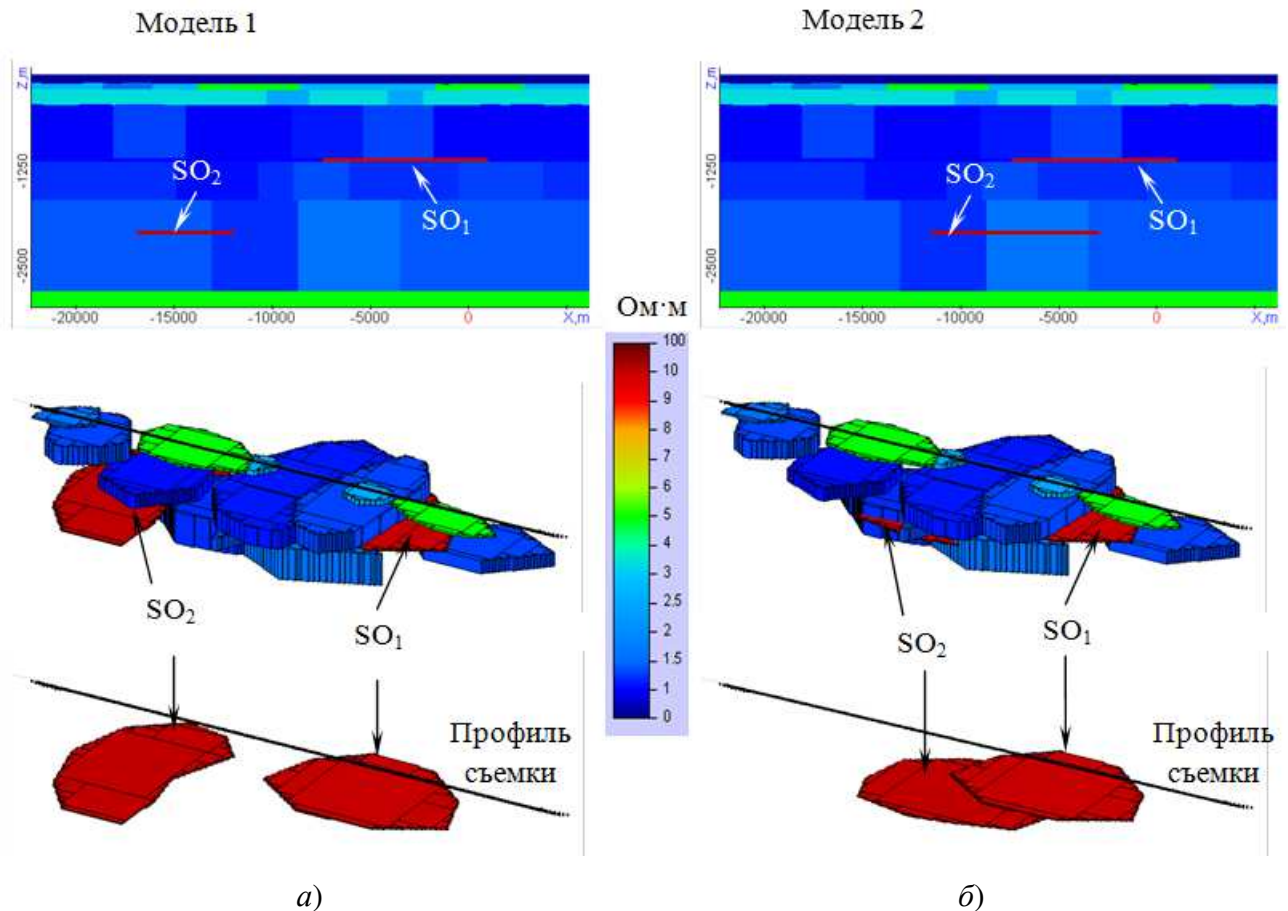 Модель 1
Модель 2
Z,m
-1250
-2500
SO₂
SO₁
-20000 -15000 -10000 -5000 0 X,m
Z,m
-1250
-2500
SO₂
SO₁
-20000 -15000 -10000 -5000 0 X,m
Ом·м
100
10
9
8
7
6
5
4
3
2.5
2
1.5
1
0
SO₂
SO₁
SO₂
SO₁
Профиль
съемки
Профиль
съемки
а)
б)